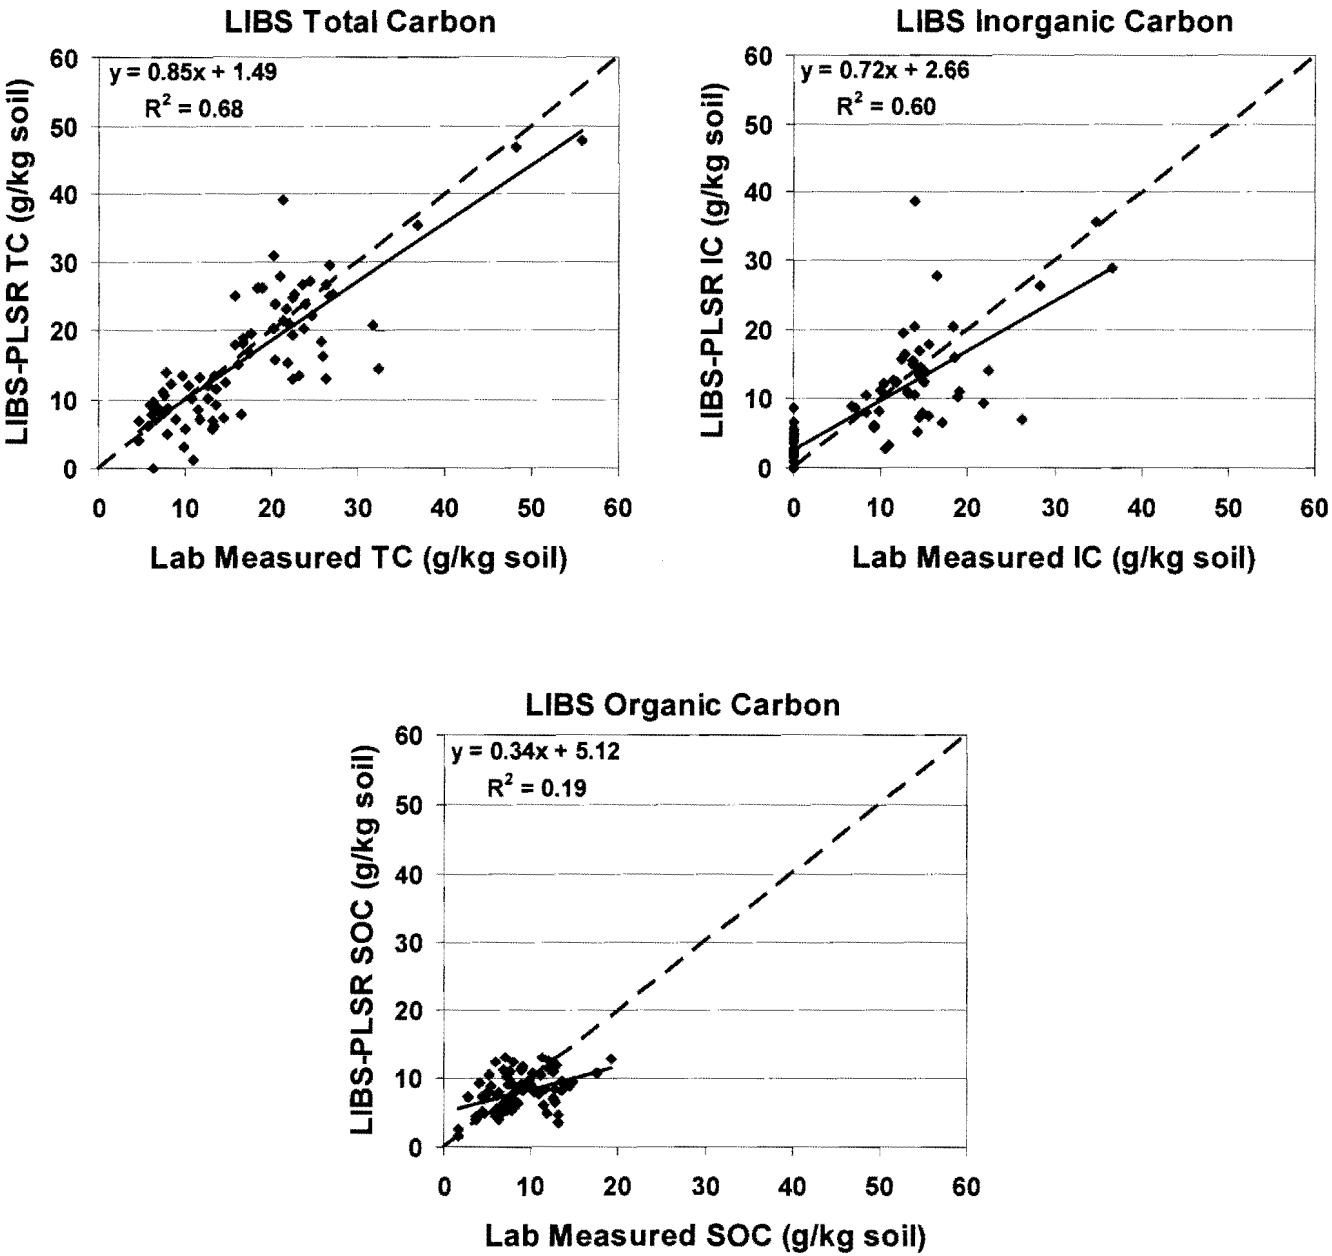 LIBS Total Carbon
y = 0.85x + 1.49
R² = 0.68
LIBS-PLSR TC (g/kg soil)
60
50
40
30
20
10
0
0 10 20 30 40 50 60
Lab Measured TC (g/kg soil)
LIBS Inorganic Carbon
y = 0.72x + 2.66
R² = 0.60
LIBS-PLSR IC (g/kg soil)
60
50
40
30
20
10
0
0 10 20 30 40 50 60
Lab Measured IC (g/kg soil)
LIBS Organic Carbon
y = 0.34x + 5.12
R² = 0.19
LIBS-PLSR SOC (g/kg soil)
60
50
40
30
20
10
0
0 10 20 30 40 50 60
Lab Measured SOC (g/kg soil)